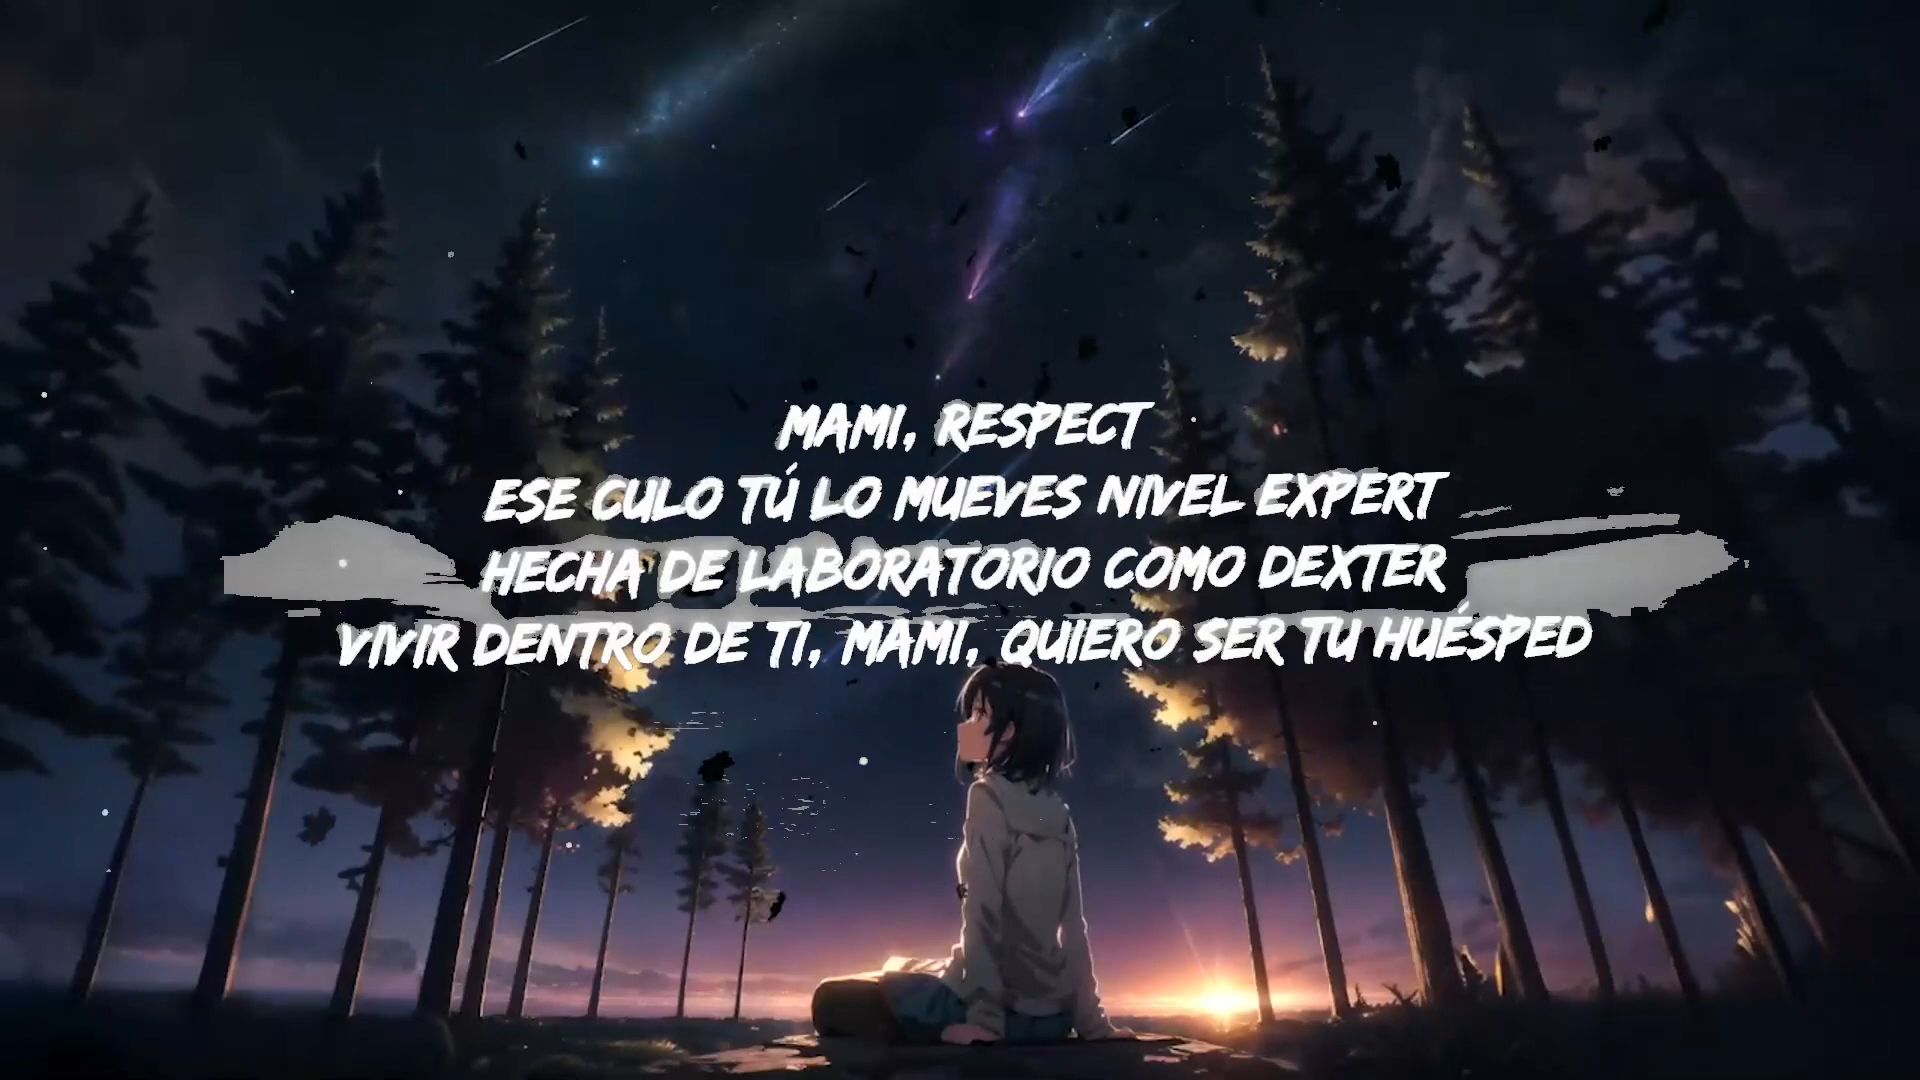 MAMI, RESPECT
ESE CULO TÚ LO MUEVES NIVEL EXPERT
HECHA DE LABORATORIO COMO DEXTER
VIVIR DENTRO DE TI, MAMI, QUIERO SER TU HUÉSPED